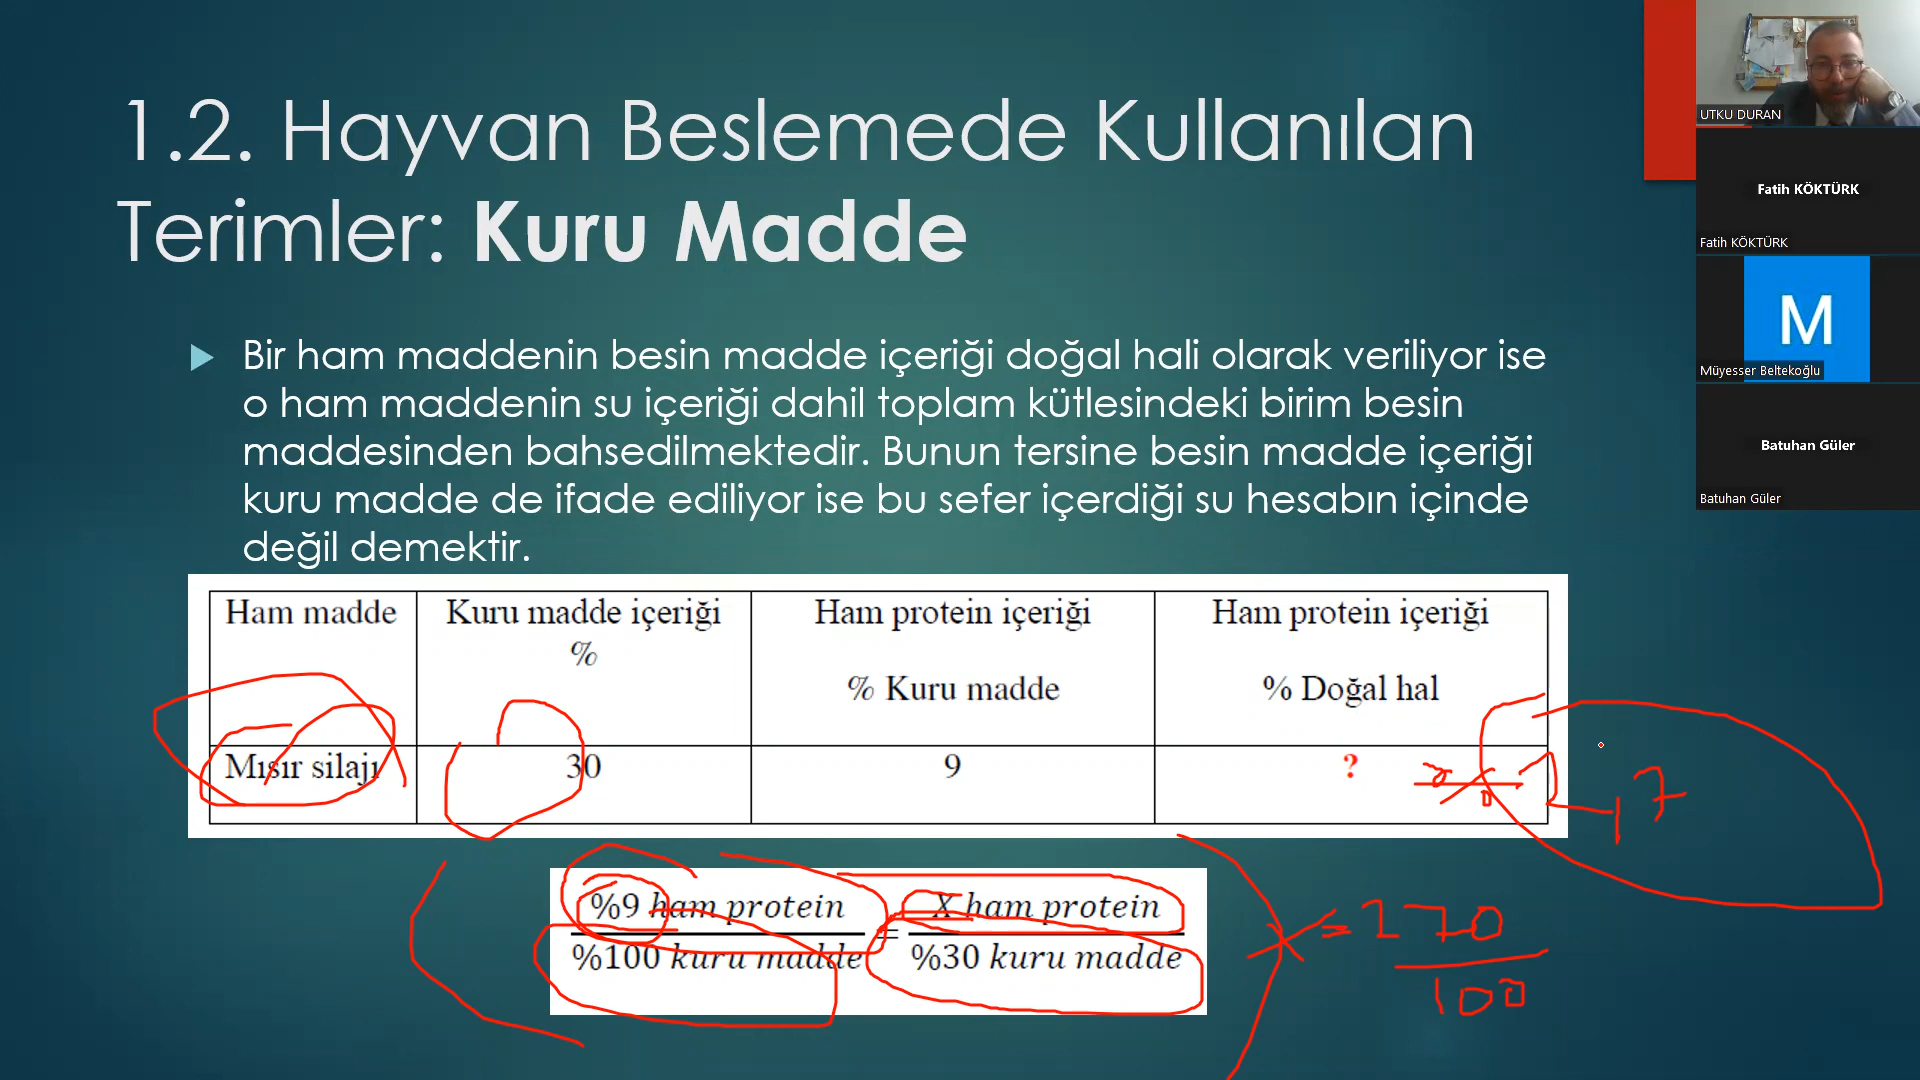 1.2. Hayvan Beslemede Kullanılan
Terimler: Kuru Madde
Bir ham maddenin besin madde içeriği doğal hali olarak veriliyor ise
o ham maddenin su içeriği dahil toplam kütlesindeki birim besin
maddesinden bahsedilmektedir. Bunun tersine besin madde içeriği
kuru madde de ifade ediliyor ise bu sefer içerdiği su hesabın içinde
değil demektir.
Ham madde Kuru madde içeriği % Ham protein içeriği % Kuru madde Ham protein içeriği % Doğal hal
Mısır silajı 30 9 ?
%9 ham protein = X ham protein
%100 kuru madde %30 kuru madde
X = 270
100
UTKU DURAN
Fatih KÖKTÜRK
Fatih KÖKTÜRK
M
Müyesser Beltekoğlu
Batuhan Güler
Batuhan Güler